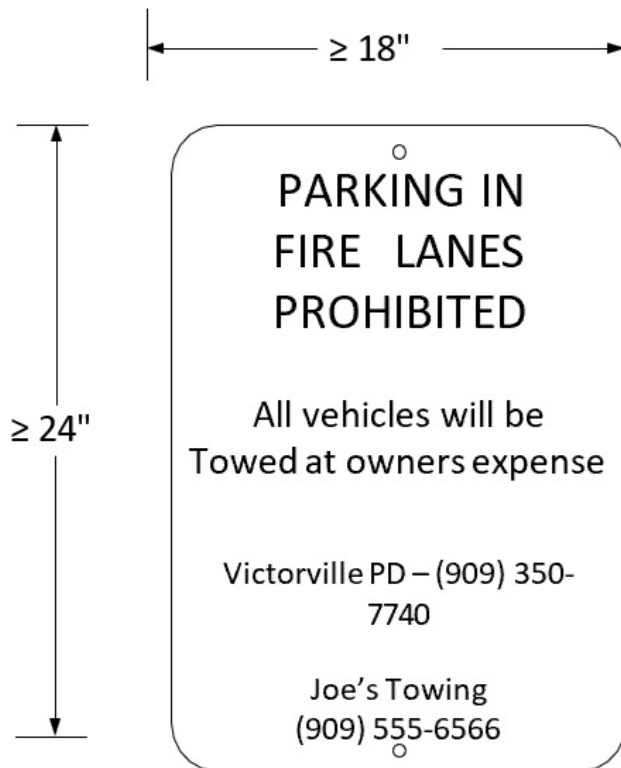 ≥ 18"
PARKING IN
FIRE LANES
PROHIBITED
≥ 24"
All vehicles will be
Towed at owners expense
Victorville PD – (909) 350-
7740
Joe's Towing
(909) 555-6566